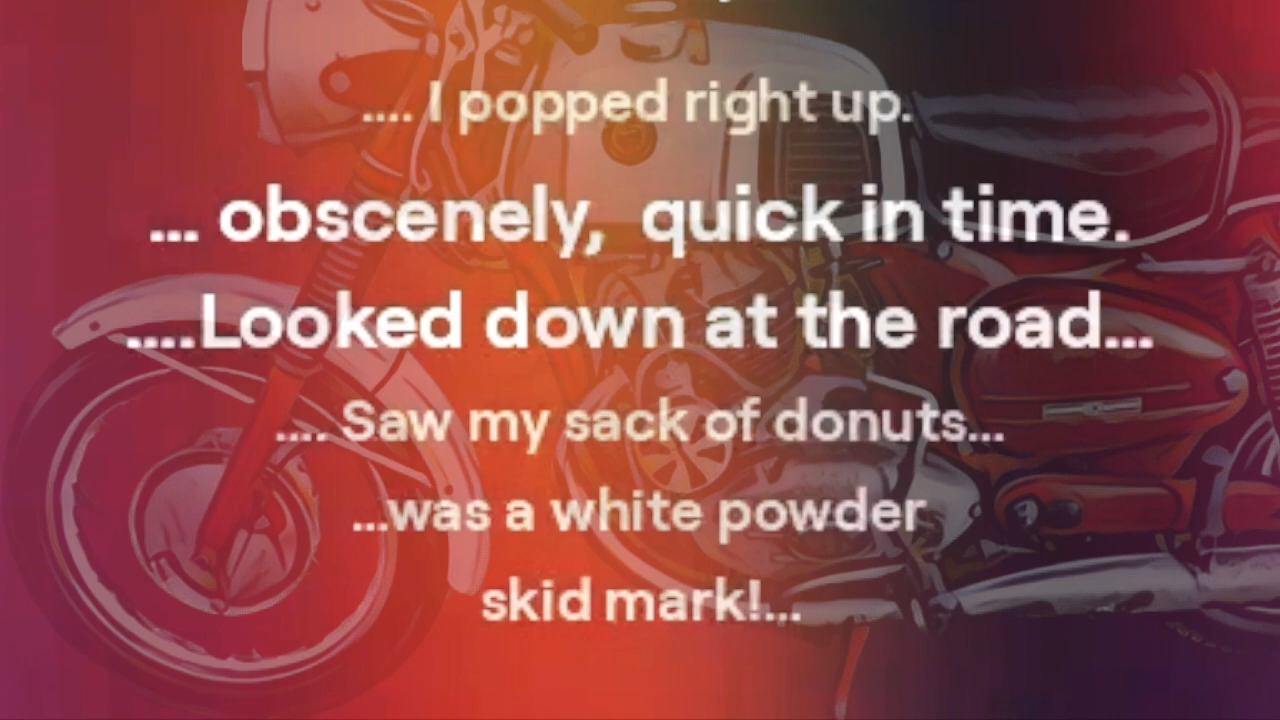 .... I popped right up.
... obscenely,  quick in time.
....Looked down at the road...
.... Saw my sack of donuts...
...was a white powder
skid mark!...